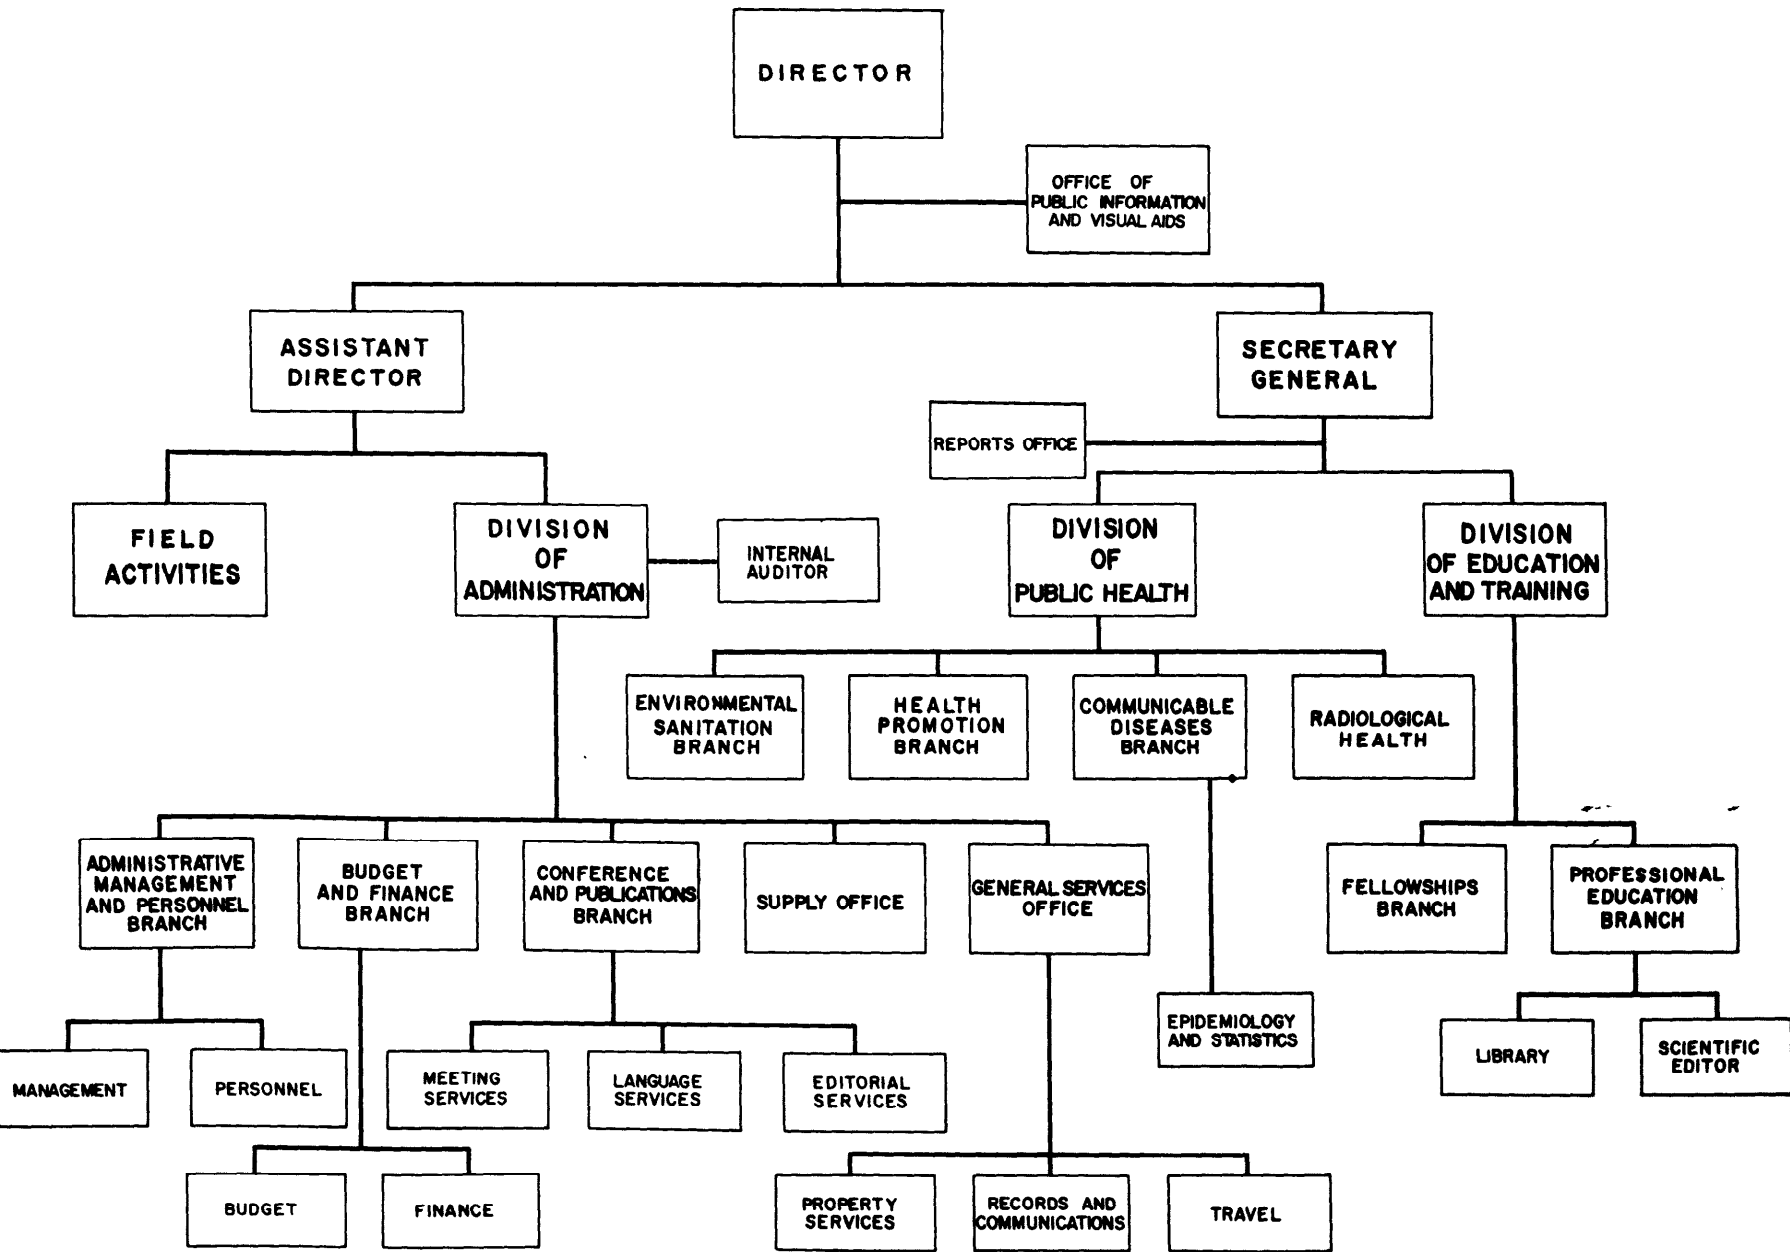 DIRECTOR
OFFICE OF
PUBLIC INFORMATION
AND VISUAL AIDS
ASSISTANT
DIRECTOR
SECRETARY
GENERAL
REPORTS OFFICE
FIELD
ACTIVITIES
DIVISION
OF
ADMINISTRATION
INTERNAL
AUDITOR
DIVISION
OF
PUBLIC HEALTH
DIVISION
OF EDUCATION
AND TRAINING
ENVIRONMENTAL
SANITATION
BRANCH
HEALTH
PROMOTION
BRANCH
COMMUNICABLE
DISEASES
BRANCH
RADIOLOGICAL
HEALTH
ADMINISTRATIVE
MANAGEMENT
AND PERSONNEL
BRANCH
BUDGET
AND FINANCE
BRANCH
CONFERENCE
AND PUBLICATIONS
BRANCH
SUPPLY OFFICE
GENERAL SERVICES
OFFICE
FELLOWSHIPS
BRANCH
PROFESSIONAL
EDUCATION
BRANCH
EPIDEMIOLOGY
AND STATISTICS
LIBRARY
SCIENTIFIC
EDITOR
MANAGEMENT
PERSONNEL
MEETING
SERVICES
LANGUAGE
SERVICES
EDITORIAL
SERVICES
BUDGET
FINANCE
PROPERTY
SERVICES
RECORDS AND
COMMUNICATIONS
TRAVEL